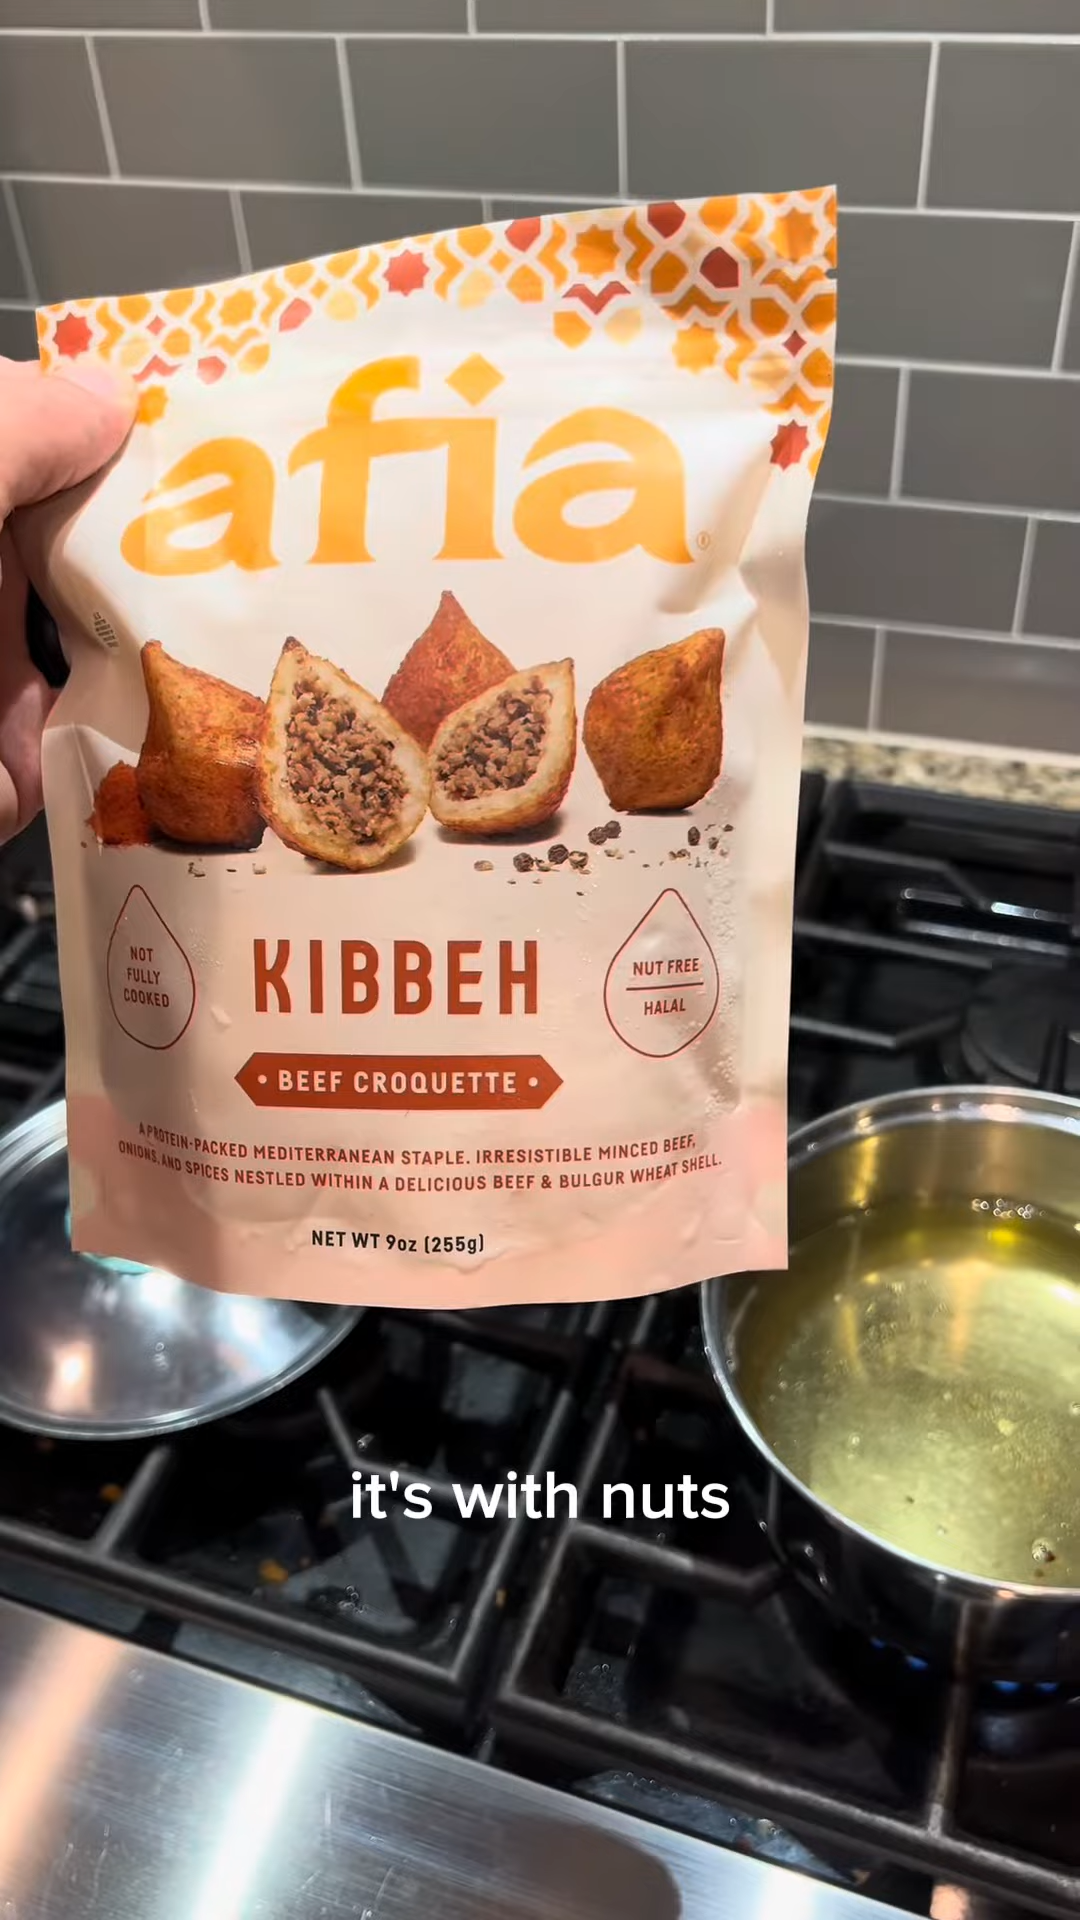 afia
NOT
FULLY
COOKED
KIBBEH
NUT FREE
HALAL
• BEEF CROQUETTE •
A PROTEIN-PACKED MEDITERRANEAN STAPLE. IRRESISTIBLE MINCED BEEF,
ONIONS, AND SPICES NESTLED WITHIN A DELICIOUS BEEF & BULGUR WHEAT SHELL.
NET WT 9oz (255g)
it's with nuts